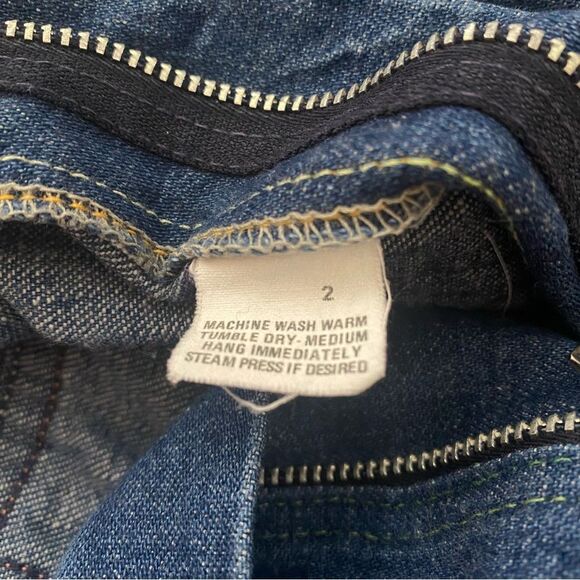 2
MACHINE WASH WARM
TUMBLE DRY-MEDIUM
HANG IMMEDIATELY
STEAM PRESS IF DESIRED